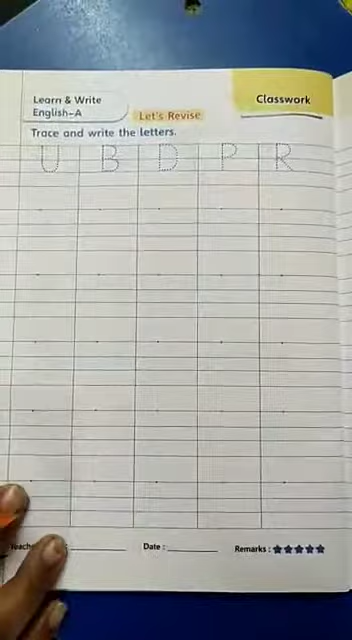 Learn & Write
English-A
Let's Revise
Classwork
Trace and write the letters.
U B D P R
Date :
Remarks :